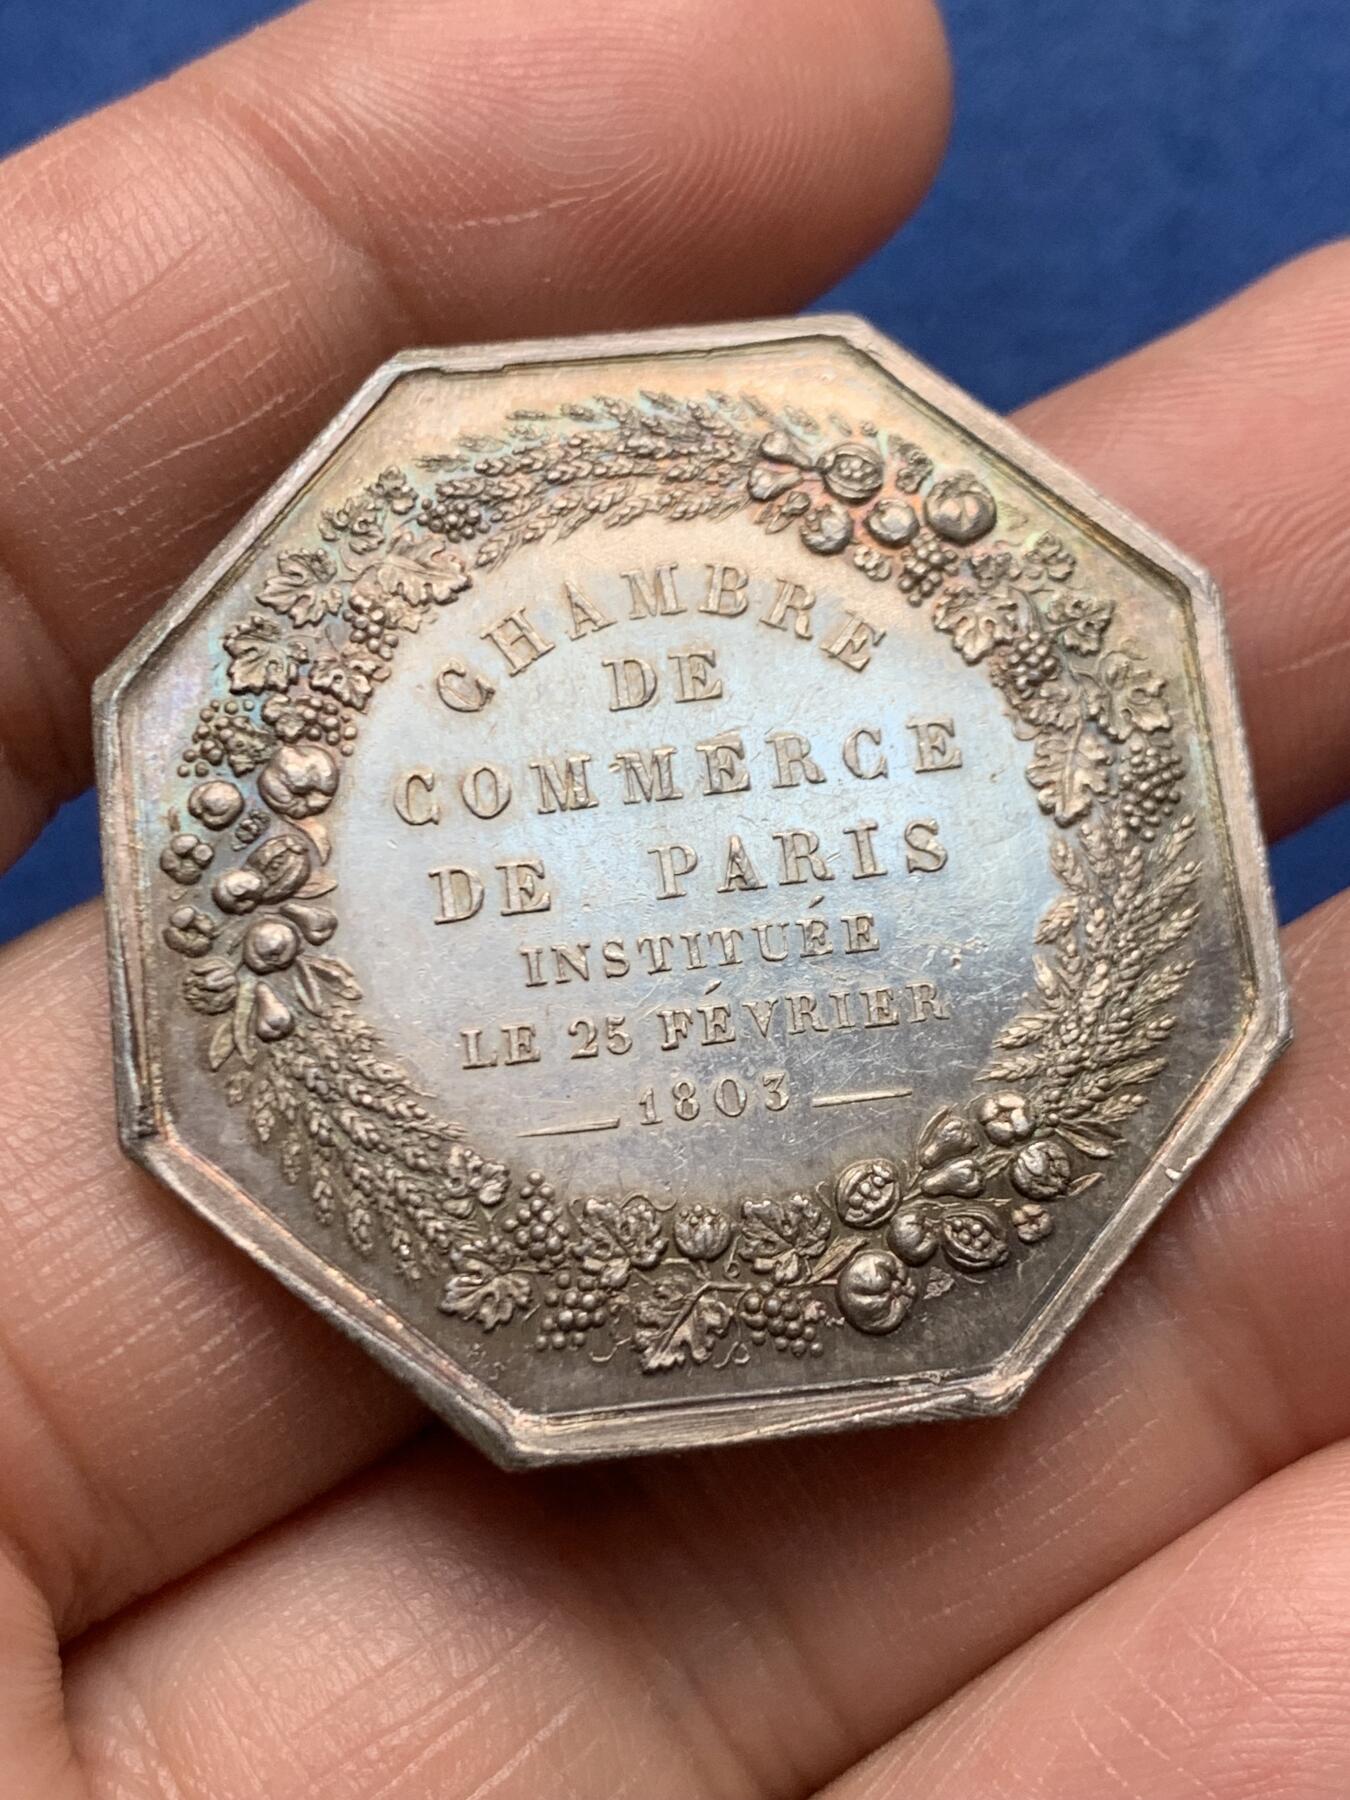 CHAMBRE
DE
COMMERCE
DE PARIS
INSTITUÉE
LE 25 FÉVRIER
1803